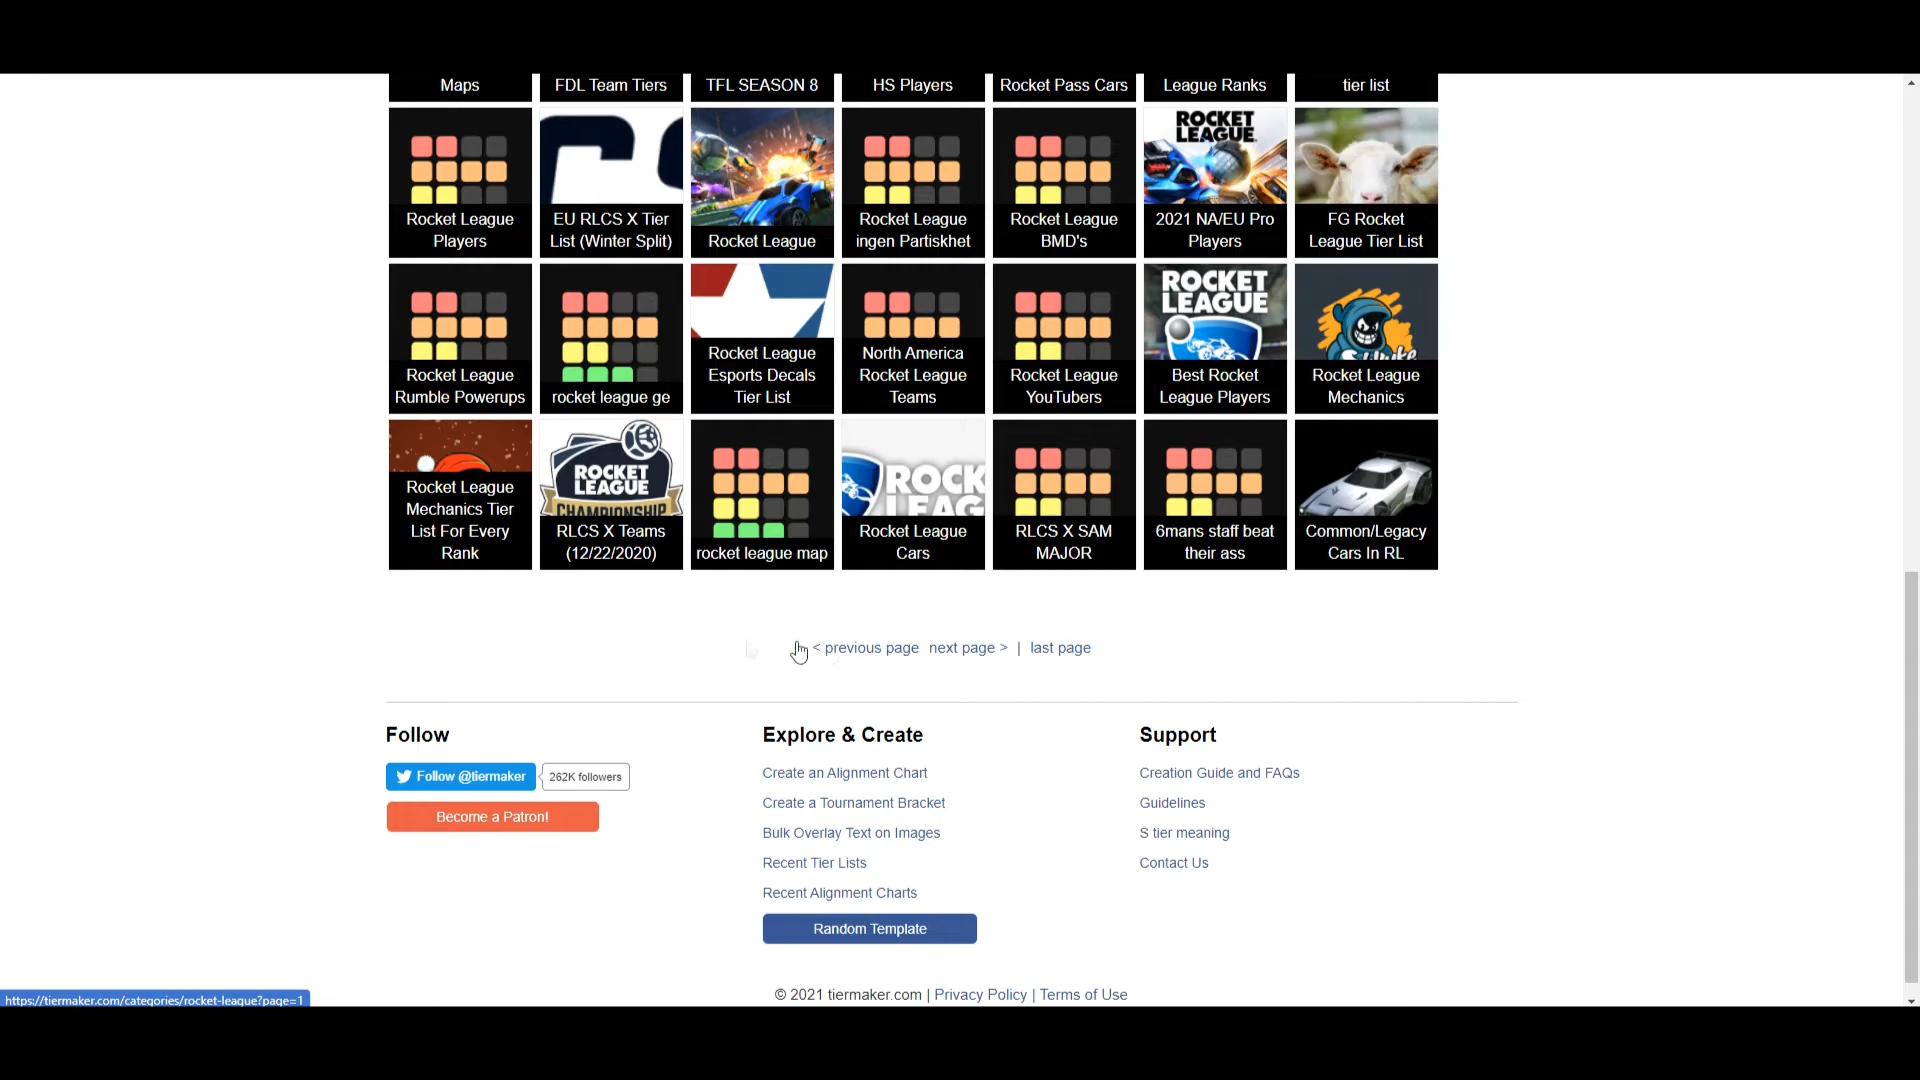 Maps
FDL Team Tiers
TFL SEASON 8
HS Players
Rocket Pass Cars
League Ranks
tier list
Rocket League
Players
EU RLCS X Tier
List (Winter Split)
Rocket League
Rocket League
ingen Partiskhet
Rocket League
BMD's
ROCKET
LEAGUE
2021 NA/EU Pro
Players
FG Rocket
League Tier List
Rocket League
Rumble Powerups
rocket league ge
Rocket League
Esports Decals
Tier List
North America
Rocket League
Teams
Rocket League
YouTubers
ROCKET
LEAGUE
Best Rocket
League Players
Rocket League
Mechanics
Rocket League
Mechanics Tier
List For Every
Rank
ROCKET
LEAGUE
CHAMPIONSHIP
RLCS X Teams
(12/22/2020)
rocket league map
ROCK
LEAG
Rocket League
Cars
RLCS X SAM
MAJOR
6mans staff beat
their ass
Common/Legacy
Cars In RL
< previous page next page > | last page
Follow
Follow @tiermaker
262K followers
Become a Patron!
Explore & Create
Create an Alignment Chart
Create a Tournament Bracket
Bulk Overlay Text on Images
Recent Tier Lists
Recent Alignment Charts
Random Template
Support
Creation Guide and FAQs
Guidelines
S tier meaning
Contact Us
© 2021 tiermaker.com | Privacy Policy | Terms of Use
https://tiermaker.com/categories/rocket-league?page=1